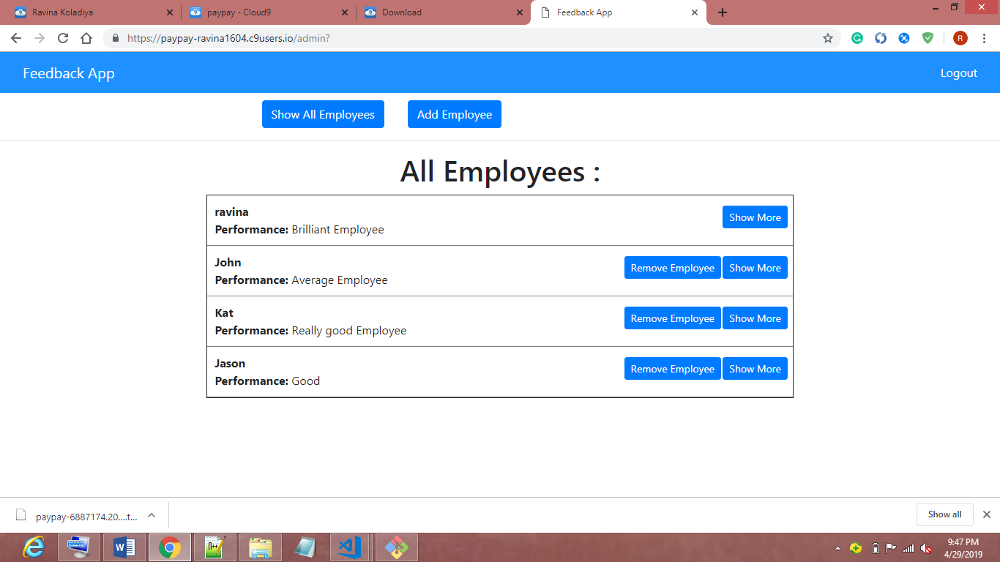 Ravina Koladiya
paypay - Cloud9
Download
Feedback App
https://paypay-ravina1604.c9users.io/admin?
R
Feedback App
Logout
Show All Employees
Add Employee
All Employees :
ravina
Performance: Brilliant Employee
Show More
John
Performance: Average Employee
Remove Employee
Show More
Kat
Performance: Really good Employee
Remove Employee
Show More
Jason
Performance: Good
Remove Employee
Show More
paypay-6887174.20....t...
Show all
9:47 PM
4/29/2019